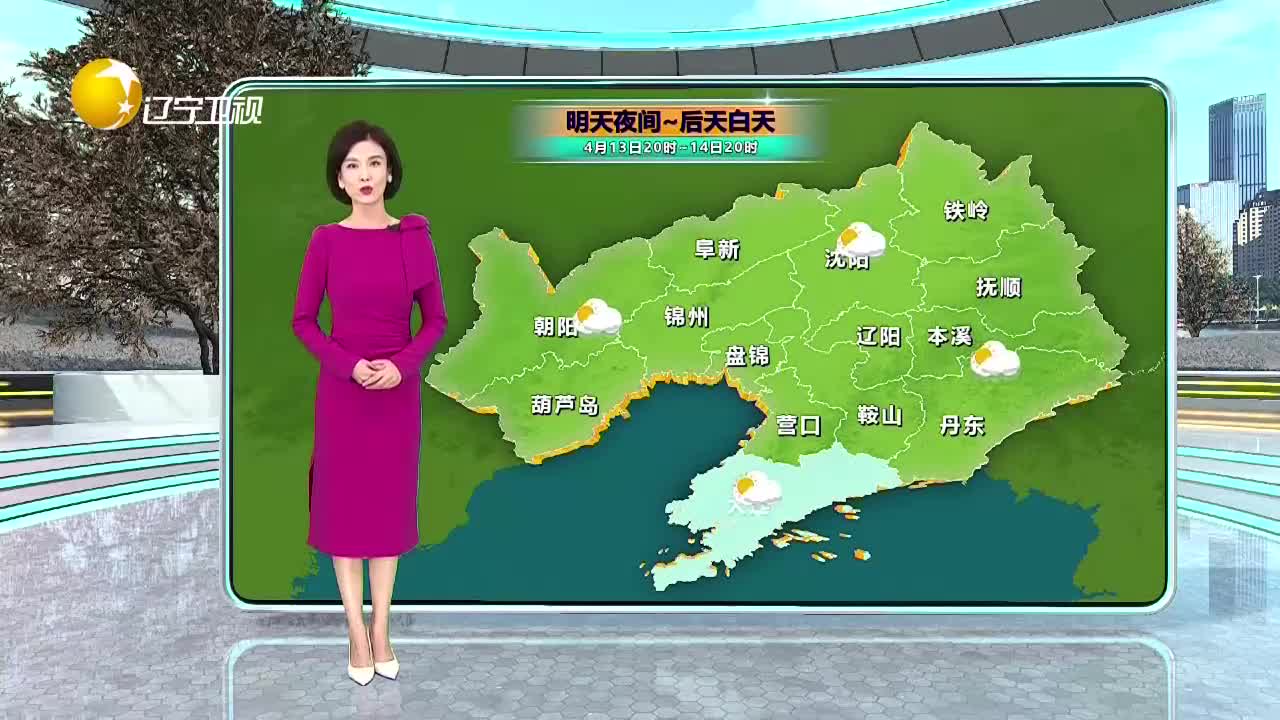 辽宁卫视
明天夜间~后天白天
4月13日20时-14日20时
铁岭
阜新
沈阳
抚顺
锦州
朝阳
辽阳
本溪
盘锦
葫芦岛
鞍山
营口
丹东